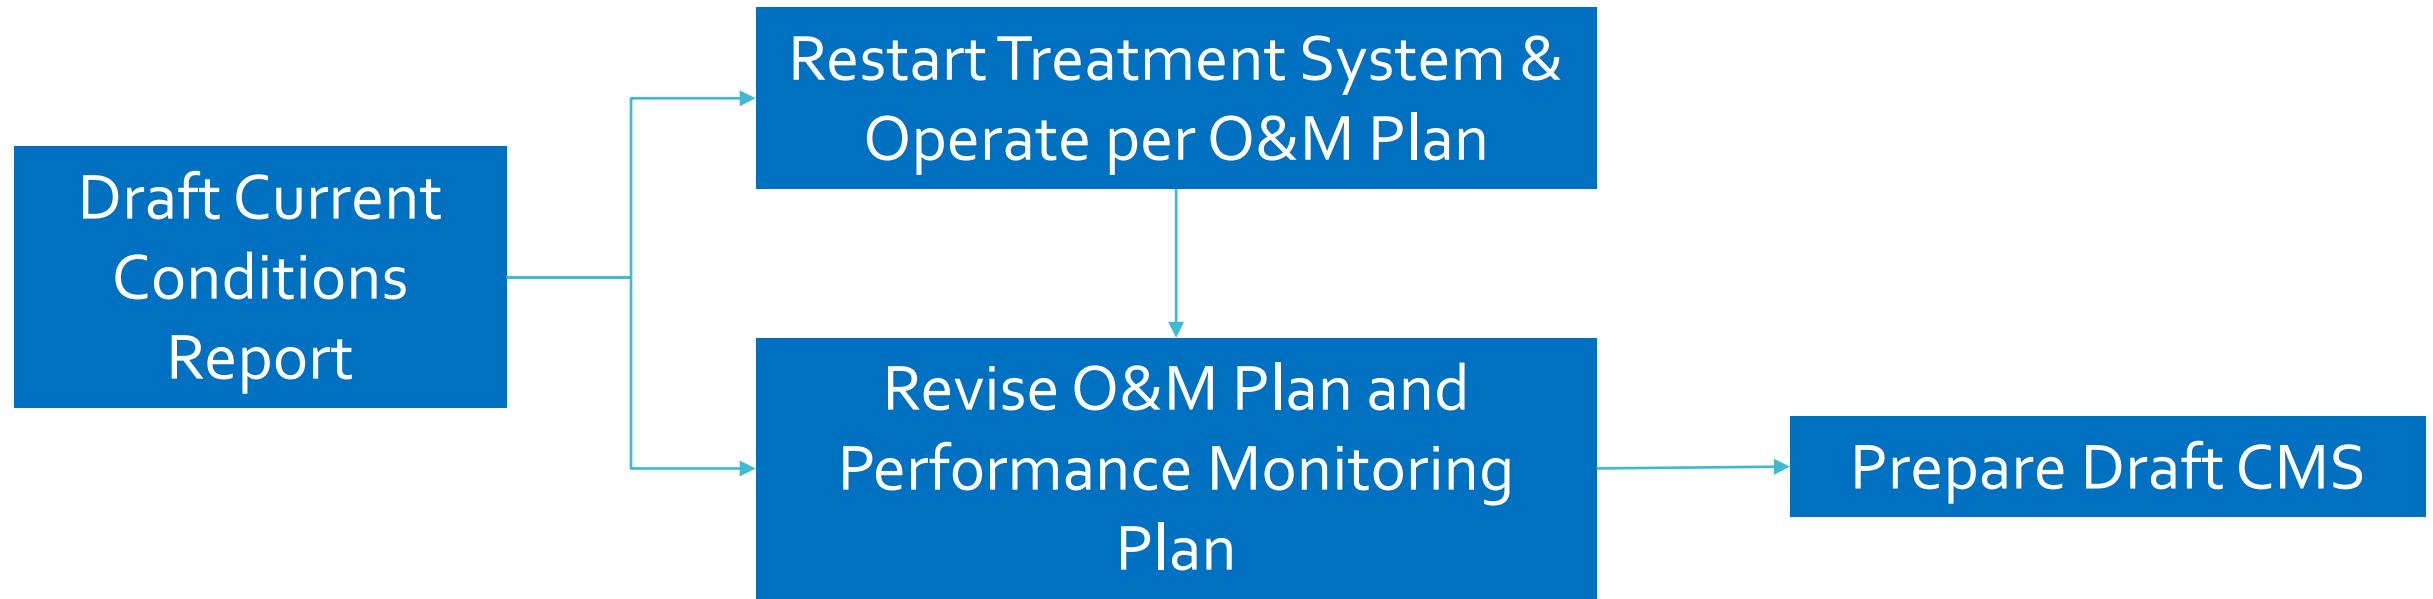 Draft Current
Conditions
Report
Restart Treatment System &
Operate per O&M Plan
Revise O&M Plan and
Performance Monitoring
Plan
Prepare Draft CMS